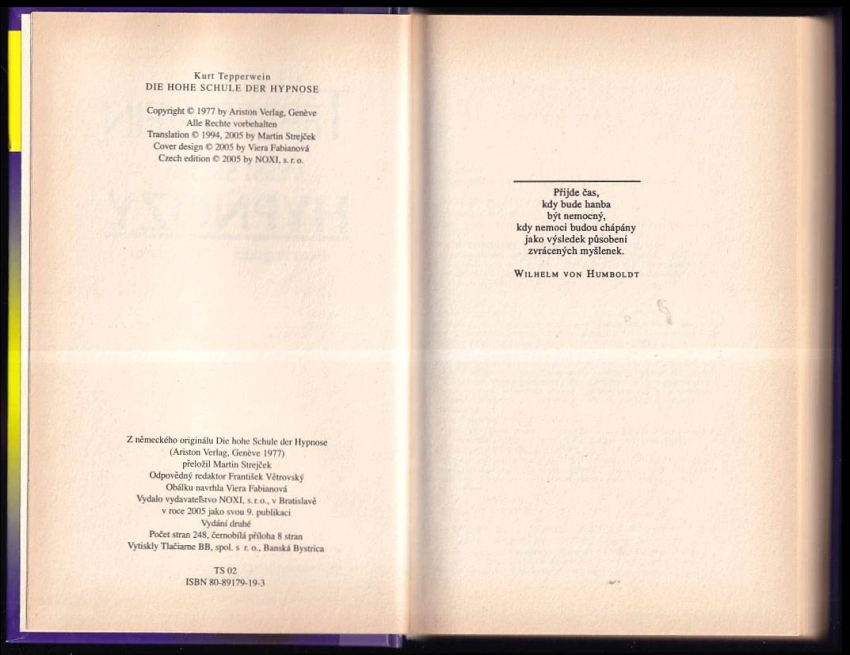 Kurt Tepperwein
DIE HOHE SCHULE DER HYPNOSE
Copyright © 1977 by Ariston Verlag, Genève
Alle Rechte vorbehalten
Translation © 1994, 2005 by Martin Strejček
Cover design © 2005 by Viera Fabianová
Czech edition © 2005 by NOXI, s. r. o.
Z německého originálu Die hohe Schule der Hypnose
(Ariston Verlag, Genève 1977)
přeložil Martin Strejček
Odpovědný redaktor František Větrovský
Obálku navrhla Viera Fabianová
Vydalo vydavateľstvo NOXI, s. r. o., v Bratislavě
v roce 2005 jako svou 9. publikaci
Vydání druhé
Počet stran 248, černobílá příloha 8 stran
Vytiskly Tlačiarne BB, spol. s r. o., Banská Bystrica
TS 02
ISBN 80-89179-19-3
Přijde čas,
kdy bude hanba
být nemocný,
kdy nemoci budou chápány
jako výsledek působení
zvrácených myšlenek.
WILHELM VON HUMBOLDT